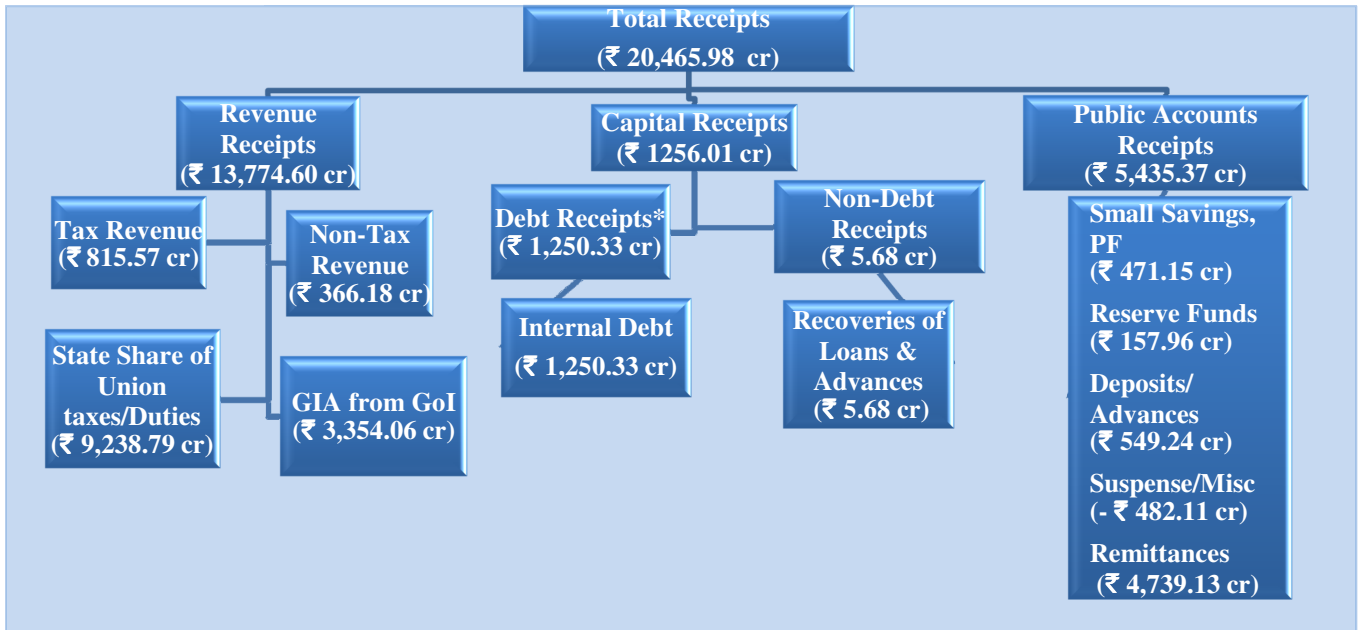 Total Receipts
(₹ 20,465.98 cr)
Revenue
Receipts
(₹ 13,774.60 cr)
Capital Receipts
(₹ 1256.01 cr)
Public Accounts
Receipts
(₹ 5,435.37 cr)
Tax Revenue
(₹ 815.57 cr)
Non-Tax
Revenue
(₹ 366.18 cr)
State Share of
Union
taxes/Duties
(₹ 9,238.79 cr)
GIA from GoI
(₹ 3,354.06 cr)
Debt Receipts*
(₹ 1,250.33 cr)
Non-Debt
Receipts
(₹ 5.68 cr)
Internal Debt
(₹ 1,250.33 cr)
Recoveries of
Loans &
Advances
(₹ 5.68 cr)
Small Savings,
PF
(₹ 471.15 cr)
Reserve Funds
(₹ 157.96 cr)
Deposits/
Advances
(₹ 549.24 cr)
Suspense/Misc
(- ₹ 482.11 cr)
Remittances
(₹ 4,739.13 cr)